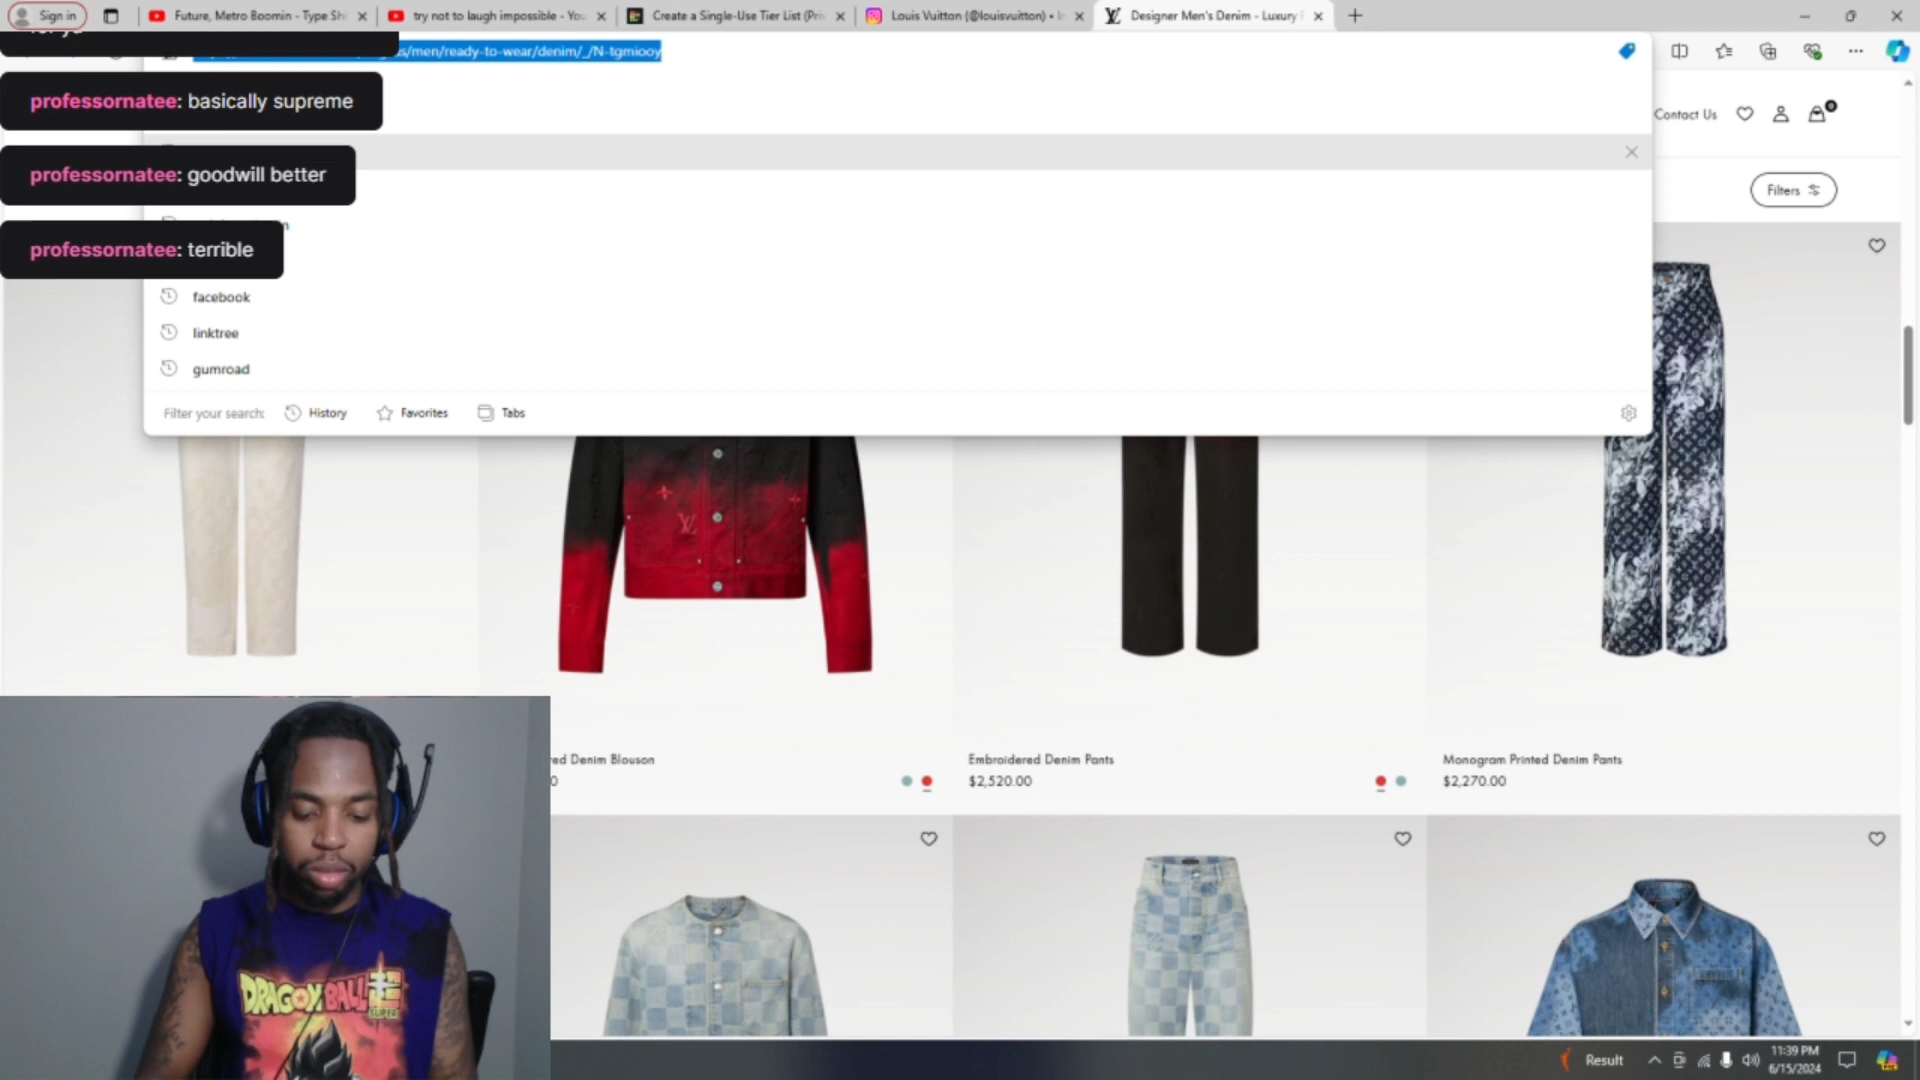 Sign in
Future, Metro Boomin - Type Sh
try not to laugh impossible - You
Create a Single-Use Tier List (Pri
Louis Vuitton (@louisvuitton) • I
Designer Men's Denim - Luxury
/men/ready-to-wear/denim/_/N-tgmiooy
professornatee: basically supreme
professornatee: goodwill better
professornatee: terrible
facebook
linktree
gumroad
Filter your search:
History
Favorites
Tabs
Contact Us
0
Filters
Denim Blouson
Embroidered Denim Pants
$2,520.00
Monogram Printed Denim Pants
$2,270.00
DRAGON BALL
SUPER
Result
11:39 PM
6/15/2024